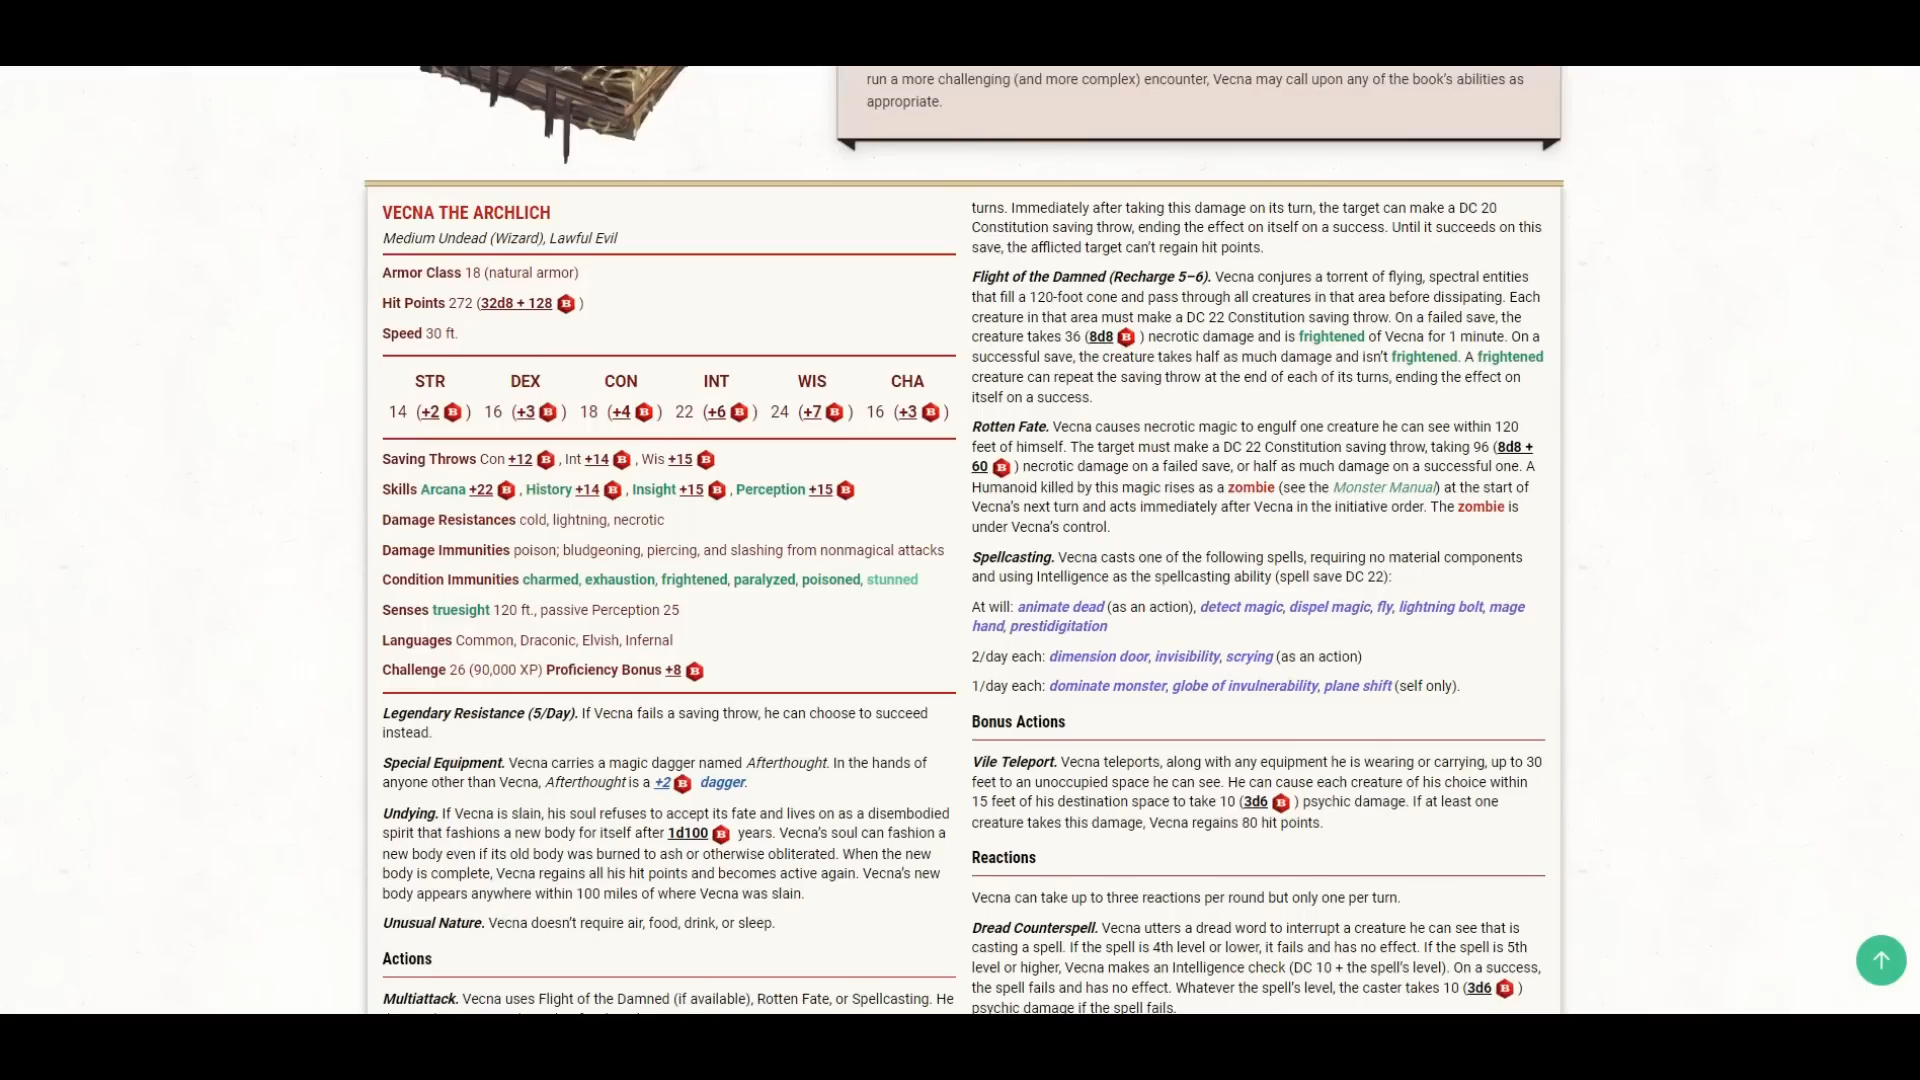 run a more challenging (and more complex) encounter, Vecna may call upon any of the book's abilities as
appropriate.
VECNA THE ARCHLICH
Medium Undead (Wizard), Lawful Evil
Armor Class 18 (natural armor)
Hit Points 272 (32d8 + 128 B )
Speed 30 ft.
STR DEX CON INT WIS CHA
14 (+2 B ) 16 (+3 B ) 18 (+4 B ) 22 (+6 B ) 24 (+7 B ) 16 (+3 B )
Saving Throws Con +12 B , Int +14 B , Wis +15 B
Skills Arcana +22 B , History +14 B , Insight +15 B , Perception +15 B
Damage Resistances cold, lightning, necrotic
Damage Immunities poison; bludgeoning, piercing, and slashing from nonmagical attacks
Condition Immunities charmed, exhaustion, frightened, paralyzed, poisoned, stunned
Senses truesight 120 ft., passive Perception 25
Languages Common, Draconic, Elvish, Infernal
Challenge 26 (90,000 XP) Proficiency Bonus +8 B
Legendary Resistance (5/Day). If Vecna fails a saving throw, he can choose to succeed
instead.
Special Equipment. Vecna carries a magic dagger named Afterthought. In the hands of
anyone other than Vecna, Afterthought is a +2 B dagger.
Undying. If Vecna is slain, his soul refuses to accept its fate and lives on as a disembodied
spirit that fashions a new body for itself after 1d100 B years. Vecna's soul can fashion a
new body even if its old body was burned to ash or otherwise obliterated. When the new
body is complete, Vecna regains all his hit points and becomes active again. Vecna's new
body appears anywhere within 100 miles of where Vecna was slain.
Unusual Nature. Vecna doesn't require air, food, drink, or sleep.
Actions
Multiattack. Vecna uses Flight of the Damned (if available), Rotten Fate, or Spellcasting. He
turns. Immediately after taking this damage on its turn, the target can make a DC 20
Constitution saving throw, ending the effect on itself on a success. Until it succeeds on this
save, the afflicted target can't regain hit points.
Flight of the Damned (Recharge 5–6). Vecna conjures a torrent of flying, spectral entities
that fill a 120-foot cone and pass through all creatures in that area before dissipating. Each
creature in that area must make a DC 22 Constitution saving throw. On a failed save, the
creature takes 36 (8d8 B ) necrotic damage and is frightened of Vecna for 1 minute. On a
successful save, the creature takes half as much damage and isn't frightened. A frightened
creature can repeat the saving throw at the end of each of its turns, ending the effect on
itself on a success.
Rotten Fate. Vecna causes necrotic magic to engulf one creature he can see within 120
feet of himself. The target must make a DC 22 Constitution saving throw, taking 96 (8d8 +
60 B ) necrotic damage on a failed save, or half as much damage on a successful one. A
Humanoid killed by this magic rises as a zombie (see the Monster Manual) at the start of
Vecna's next turn and acts immediately after Vecna in the initiative order. The zombie is
under Vecna's control.
Spellcasting. Vecna casts one of the following spells, requiring no material components
and using Intelligence as the spellcasting ability (spell save DC 22):
At will: animate dead (as an action), detect magic, dispel magic, fly, lightning bolt, mage
hand, prestidigitation
2/day each: dimension door, invisibility, scrying (as an action)
1/day each: dominate monster, globe of invulnerability, plane shift (self only).
Bonus Actions
Vile Teleport. Vecna teleports, along with any equipment he is wearing or carrying, up to 30
feet to an unoccupied space he can see. He can cause each creature of his choice within
15 feet of his destination space to take 10 (3d6 B ) psychic damage. If at least one
creature takes this damage, Vecna regains 80 hit points.
Reactions
Vecna can take up to three reactions per round but only one per turn.
Dread Counterspell. Vecna utters a dread word to interrupt a creature he can see that is
casting a spell. If the spell is 4th level or lower, it fails and has no effect. If the spell is 5th
level or higher, Vecna makes an Intelligence check (DC 10 + the spell's level). On a success,
the spell fails and has no effect. Whatever the spell's level, the caster takes 10 (3d6 B )
psychic damage if the spell fails.